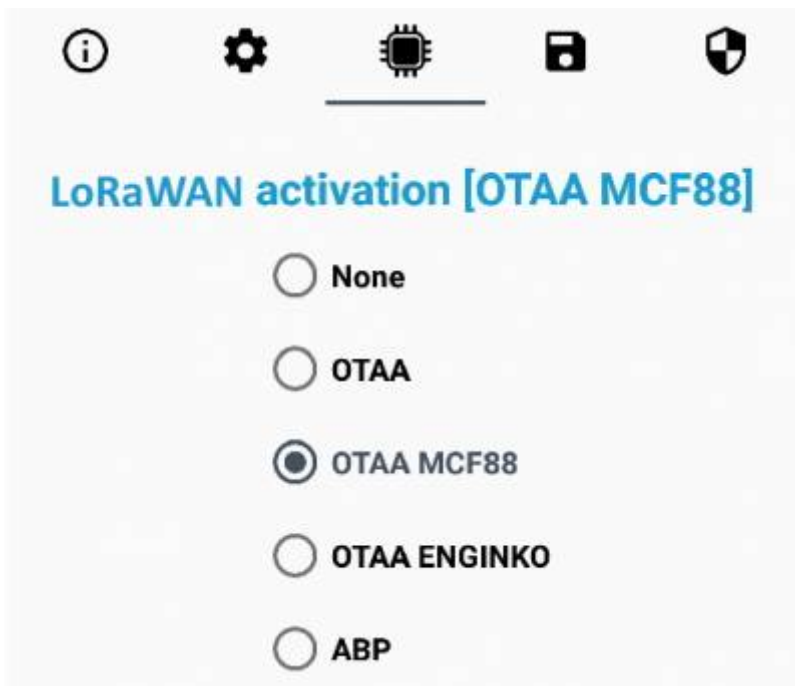 LoRaWAN activation [OTAA MCF88]
None
OTAA
OTAA MCF88
OTAA ENGINKO
ABP